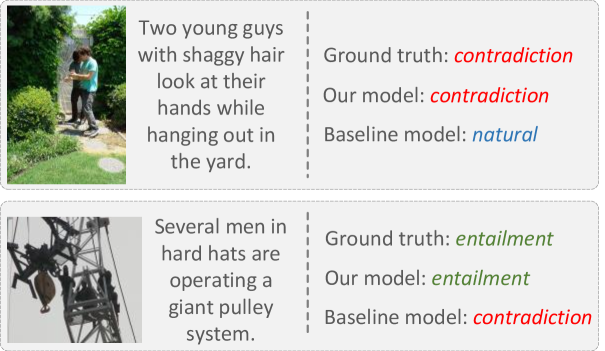 Two young guys
with shaggy hair
look at their
hands while
hanging out in
the yard.
Ground truth: contradiction
Our model: contradiction
Baseline model: natural
Several men in
hard hats are
operating a
giant pulley
system.
Ground truth: entailment
Our model: entailment
Baseline model: contradiction